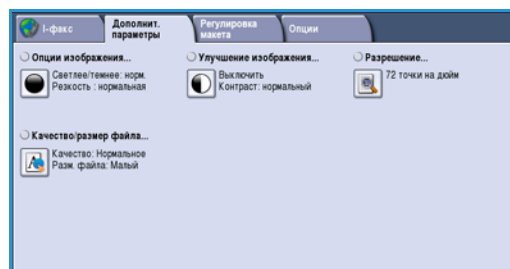 I-факс
Дополнит.
параметры
Регулировка
макета
Опции
Опции изображения...
Светлее/темнее: норм.
Резкость : нормальная
Улучшение изображения...
Выключить
Контраст: нормальный
Разрешение...
72 точки на дюйм
Качество/размер файла...
Качество: Нормальное
Разм. файла: Малый